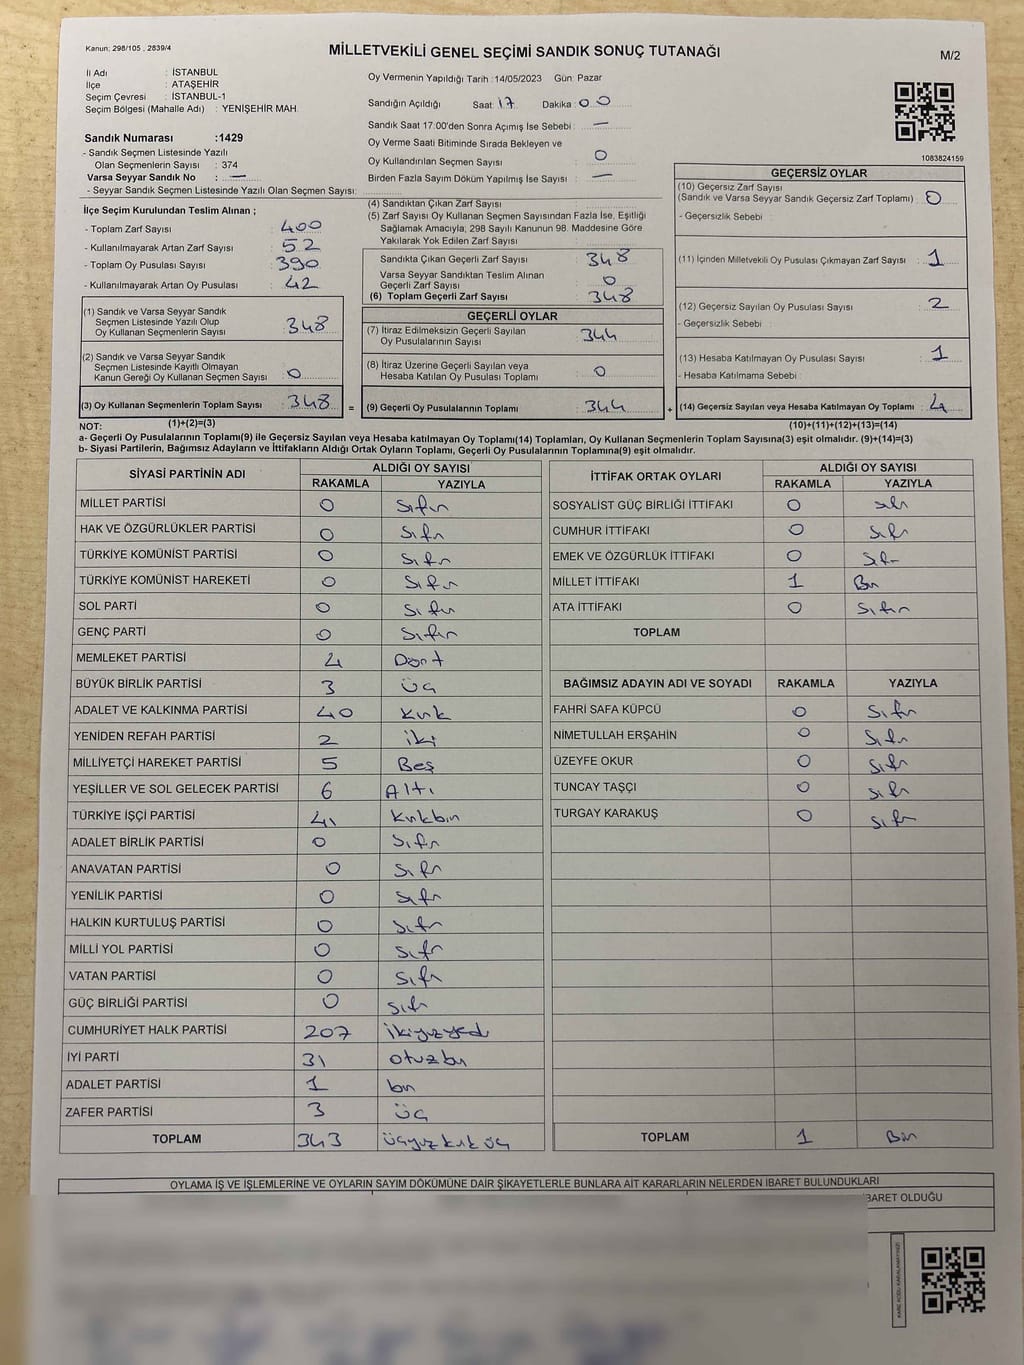 Kanun; 298/105 , 2839/4
MİLLETVEKİLİ GENEL SEÇİMİ SANDIK SONUÇ TUTANAĞI
M/2
İl Adı : İSTANBUL
İlçe : ATAŞEHİR
Seçim Çevresi : İSTANBUL-1
Seçim Bölgesi (Mahalle Adı) : YENİŞEHİR MAH.
Sandık Numarası :1429
- Sandık Seçmen Listesinde Yazılı
Olan Seçmenlerin Sayısı : 374
Varsa Seyyar Sandık No : —
- Seyyar Sandık Seçmen Listesinde Yazılı Olan Seçmen Sayısı:
Oy Vermenin Yapıldığı Tarih :14/05/2023 Gün: Pazar
Sandığın Açıldığı Saat: 17 Dakika: 00
Sandık Saat 17:00'den Sonra Açımış İse Sebebi : —
Oy Verme Saati Bitiminde Sırada Bekleyen ve
Oy Kullandırılan Seçmen Sayısı : 0
Birden Fazla Sayım Döküm Yapılmış İse Sayısı : —
1083824159
İlçe Seçim Kurulundan Teslim Alınan ;
- Toplam Zarf Sayısı : 400
- Kullanılmayarak Artan Zarf Sayısı : 52
- Toplam Oy Pusulası Sayısı : 390
- Kullanılmayarak Artan Oy Pusulası : 42
(1) Sandık ve Varsa Seyyar Sandık
Seçmen Listesinde Yazılı Olup
Oy Kullanan Seçmenlerin Sayısı : 348
(2) Sandık ve Varsa Seyyar Sandık
Seçmen Listesinde Kayıtlı Olmayan
Kanun Gereği Oy Kullanan Seçmen Sayısı : 0
(3) Oy Kullanan Seçmenlerin Toplam Sayısı : 348
(1)+(2)=(3)
(4) Sandıktan Çıkan Zarf Sayısı :
(5) Zarf Sayısı Oy Kullanan Seçmen Sayısından Fazla İse, Eşitliği
Sağlamak Amacıyla; 298 Sayılı Kanunun 98. Maddesine Göre
Yakılarak Yok Edilen Zarf Sayısı :
Sandıkta Çıkan Geçerli Zarf Sayısı : 348
Varsa Seyyar Sandıktan Teslim Alınan
Geçerli Zarf Sayısı : 0
(6) Toplam Geçerli Zarf Sayısı : 348
GEÇERLİ OYLAR
(7) İtiraz Edilmeksizin Geçerli Sayılan
Oy Pusulalarının Sayısı : 344
(8) İtiraz Üzerine Geçerli Sayılan veya
Hesaba Katılan Oy Pusulası Toplamı : 0
= (9) Geçerli Oy Pusulalarının Toplamı : 344
GEÇERSİZ OYLAR
(10) Geçersiz Zarf Sayısı
(Sandık ve Varsa Seyyar Sandık Geçersiz Zarf Toplamı) : 0
- Geçersizlik Sebebi :
(11) İçinden Milletvekili Oy Pusulası Çıkmayan Zarf Sayısı : 1
(12) Geçersiz Sayılan Oy Pusulası Sayısı : 2
- Geçersizlik Sebebi :
(13) Hesaba Katılmayan Oy Pusulası Sayısı : 1
- Hesaba Katılmama Sebebi :
+ (14) Geçersiz Sayılan veya Hesaba Katılmayan Oy Toplamı : 4
(10)+(11)+(12)+(13)=(14)
NOT:
a- Geçerli Oy Pusulalarının Toplamı(9) ile Geçersiz Sayılan veya Hesaba katılmayan Oy Toplamı(14) Toplamları, Oy Kullanan Seçmenlerin Toplam Sayısına(3) eşit olmalıdır. (9)+(14)=(3)
b- Siyasi Partilerin, Bağımsız Adayların ve İttifakların Aldığı Oyların Toplamı, Geçerli Oy Pusulalarının Toplamına(9) eşit olmalıdır.
SİYASİ PARTİNİN ADI ALDIĞI OY SAYISI
RAKAMLA YAZIYLA
MİLLET PARTİSİ 0 Sıfır
HAK VE ÖZGÜRLÜKLER PARTİSİ 0 Sıfır
TÜRKİYE KOMÜNİST PARTİSİ 0 Sıfır
TÜRKİYE KOMÜNİST HAREKETİ 0 Sıfır
SOL PARTİ 0 Sıfır
GENÇ PARTİ 0 Sıfır
MEMLEKET PARTİSİ 4 Dört
BÜYÜK BİRLİK PARTİSİ 3 Üç
ADALET VE KALKINMA PARTİSİ 40 Kırk
YENİDEN REFAH PARTİSİ 2 iki
MİLLİYETÇİ HAREKET PARTİSİ 5 Beş
YEŞİLLER VE SOL GELECEK PARTİSİ 6 Altı
TÜRKİYE İŞÇİ PARTİSİ 41 Kırkbir
ADALET BİRLİK PARTİSİ 0 Sıfır
ANAVATAN PARTİSİ 0 Sıfır
YENİLİK PARTİSİ 0 Sıfır
HALKIN KURTULUŞ PARTİSİ 0 Sıfır
MİLLİ YOL PARTİSİ 0 Sıfır
VATAN PARTİSİ 0 Sıfır
GÜÇ BİRLİĞİ PARTİSİ 0 Sıfır
CUMHURİYET HALK PARTİSİ 207 ikiyüzyedi
İYİ PARTİ 31 otuzbir
ADALET PARTİSİ 1 bir
ZAFER PARTİSİ 3 üç
TOPLAM 343 üçyüzkırküç
İTTİFAK ORTAK OYLARI ALDIĞI OY SAYISI
RAKAMLA YAZIYLA
SOSYALİST GÜÇ BİRLİĞİ İTTİFAKI 0 Sıfır
CUMHUR İTTİFAKI 0 Sıfır
EMEK VE ÖZGÜRLÜK İTTİFAKI 0 Sıfır
MİLLET İTTİFAKI 1 Bir
ATA İTTİFAKI 0 Sıfır
TOPLAM
BAĞIMSIZ ADAYIN ADI VE SOYADI RAKAMLA YAZIYLA
FAHRİ SAFA KÜPCÜ 0 Sıfır
NİMETULLAH ERŞAHİN 0 Sıfır
ÜZEYFE OKUR 0 Sıfır
TUNCAY TAŞÇI 0 Sıfır
TURGAY KARAKUŞ 0 Sıfır
TOPLAM 1 Bir
OYLAMA İŞ VE İŞLEMLERİNE VE OYLARIN SAYIM DÖKÜMÜNE DAİR ŞİKAYETLERLE BUNLARA AİT KARARLARIN NELERDEN İBARET BULUNDUKLARI
BARET OLDUĞU
KARE KODU KARALAMAYINIZ!